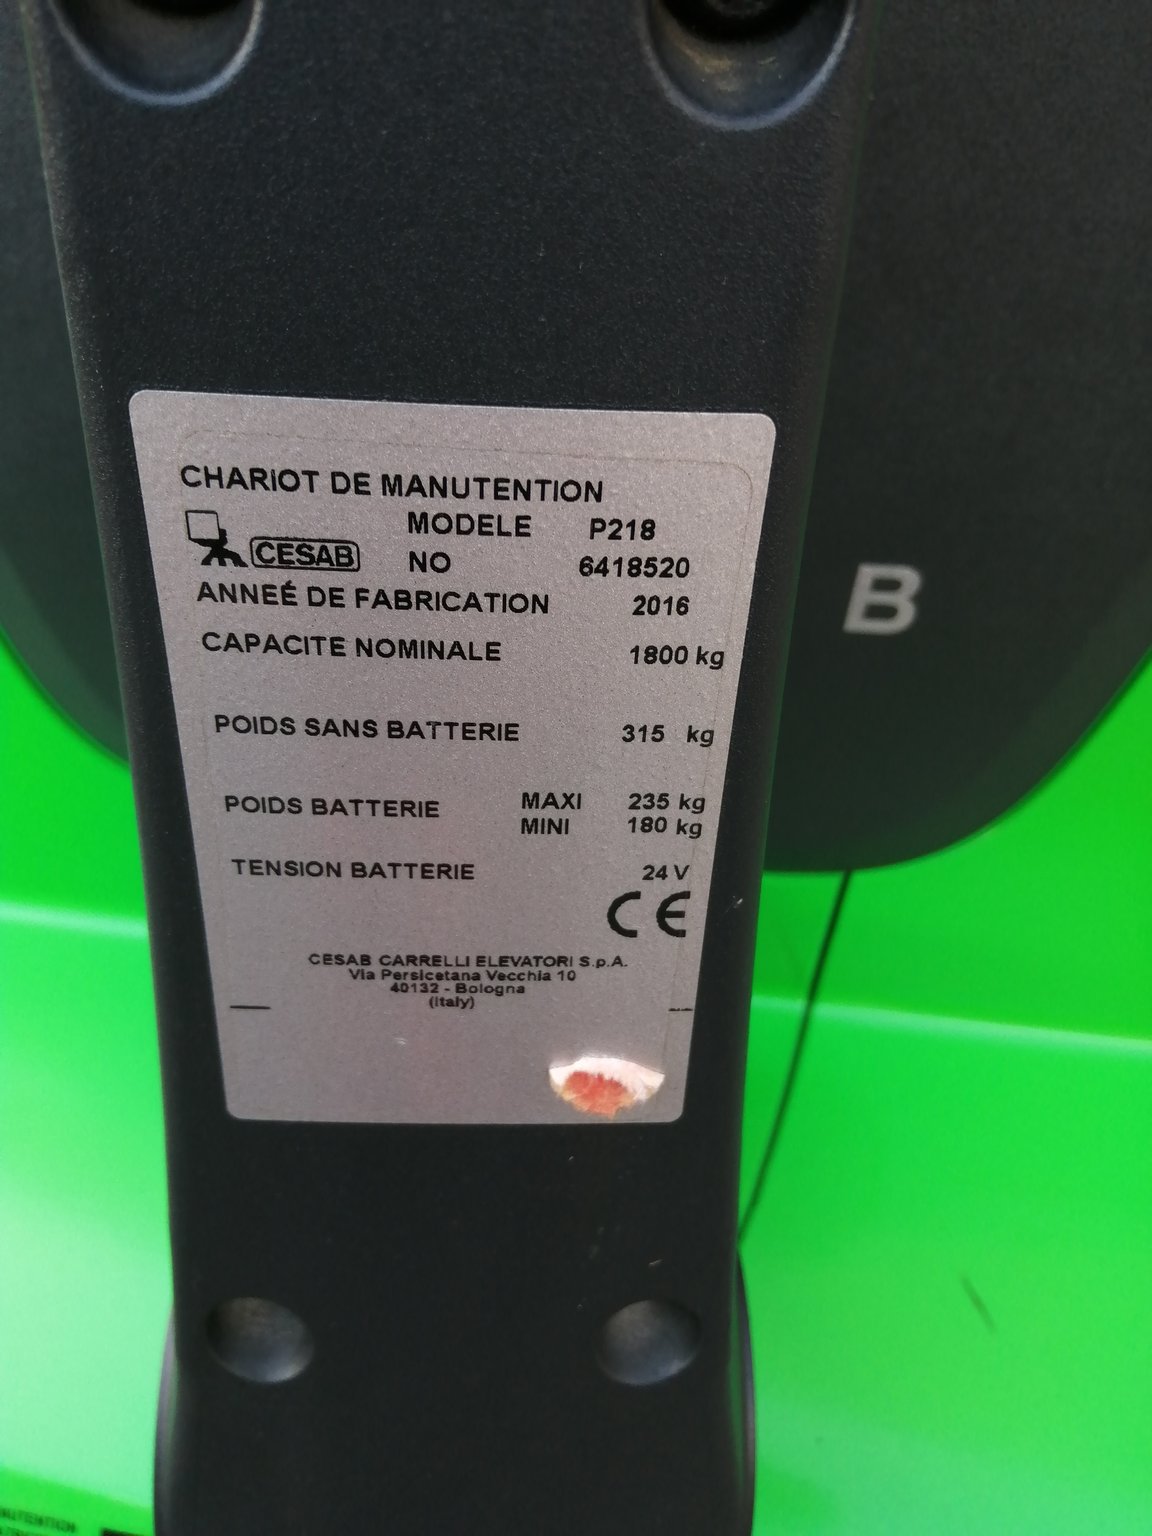 CHARIOT DE MANUTENTION
MODELE P218
CESAB NO 6418520
ANNEÉ DE FABRICATION 2016
CAPACITE NOMINALE 1800 kg
POIDS SANS BATTERIE 315 kg
POIDS BATTERIE MAXI 235 kg
MINI 180 kg
TENSION BATTERIE 24 V
CE
CESAB CARRELLI ELEVATORI S.p.A.
Via Persicetana Vecchia 10
40132 - Bologna
(Italy)
B